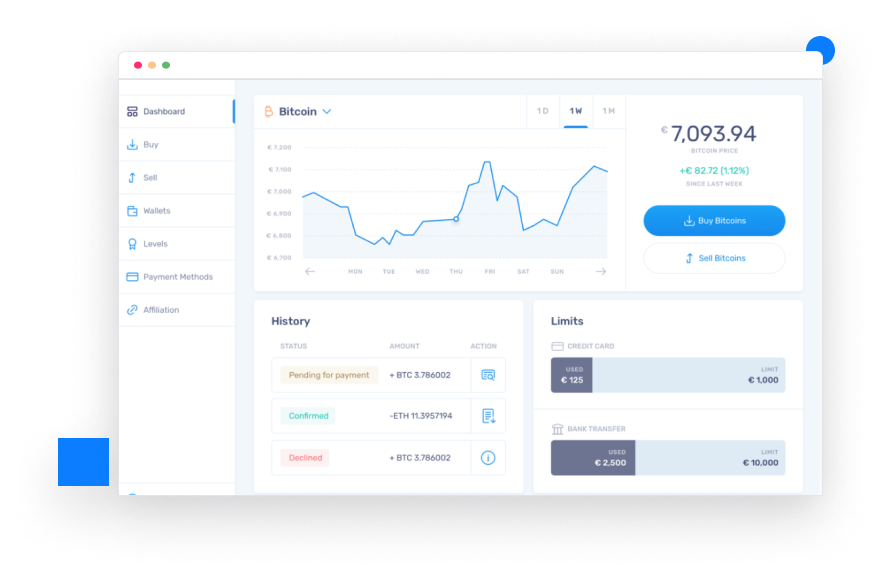 Dashboard
Buy
Sell
Wallets
Levels
Payment Methods
Affiliation
Bitcoin
1 D 1 W 1 M
€ 7,200
€ 7,100
€ 7,000
€ 6,900
€ 6,800
€ 6,700
MON TUE WED THU FRI SAT SUN
€ 7,093.94
BITCOIN PRICE
+€ 82.72 (1,12%)
SINCE LAST WEEK
Buy Bitcoins
Sell Bitcoins
History
STATUS AMOUNT ACTION
Pending for payment + BTC 3.786002
Confirmed -ETH 11.3957194
Declined + BTC 3,786002
Limits
CREDIT CARD
USED LIMIT
€ 125 € 1,000
BANK TRANSFER
USED LIMIT
€ 2,500 € 10,000